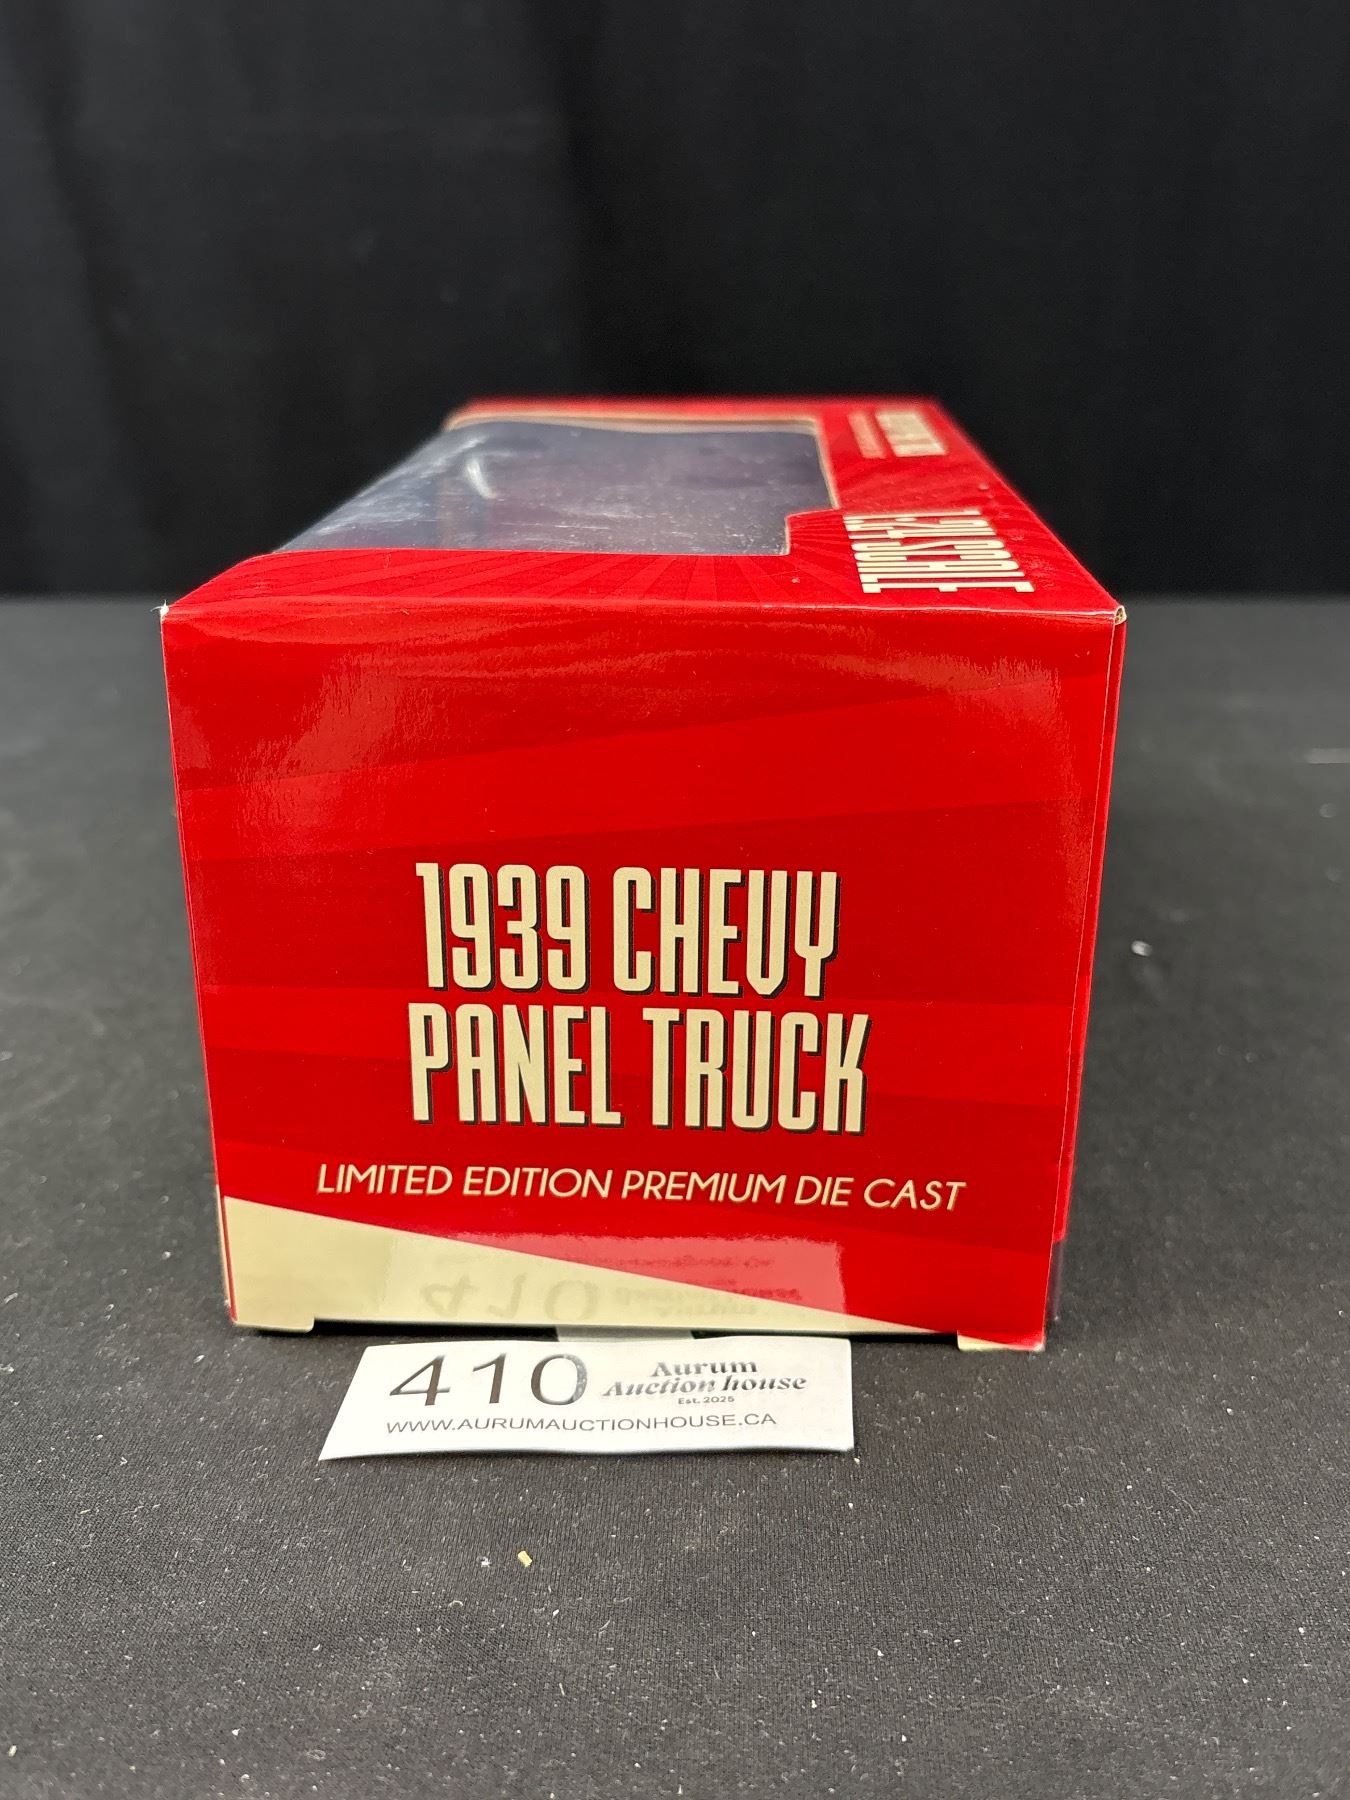 1:24 SCALE
1939 CHEVY
PANEL TRUCK
LIMITED EDITION PREMIUM DIE CAST
410
Aurum
Auction house
Est. 2025
WWW.AURUMAUCTIONHOUSE.CA